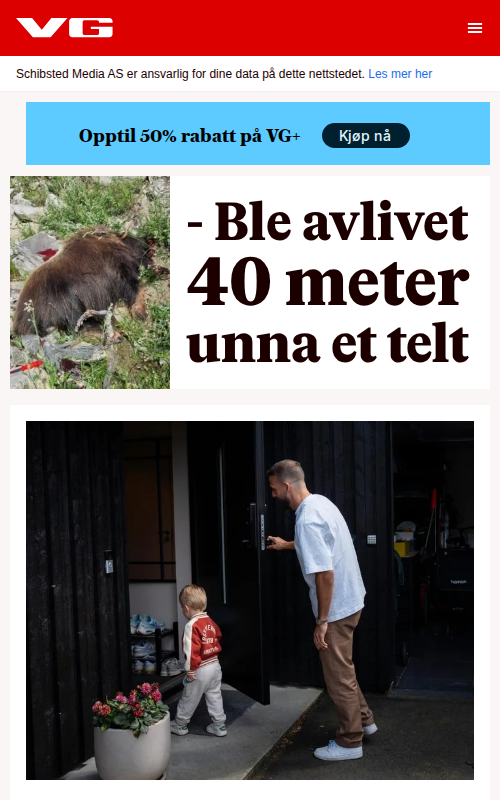 VG
Schibsted Media AS er ansvarlig for dine data på dette nettstedet. Les mer her
Opptil 50% rabatt på VG+ Kjøp nå
- Ble avlivet
40 meter
unna et telt